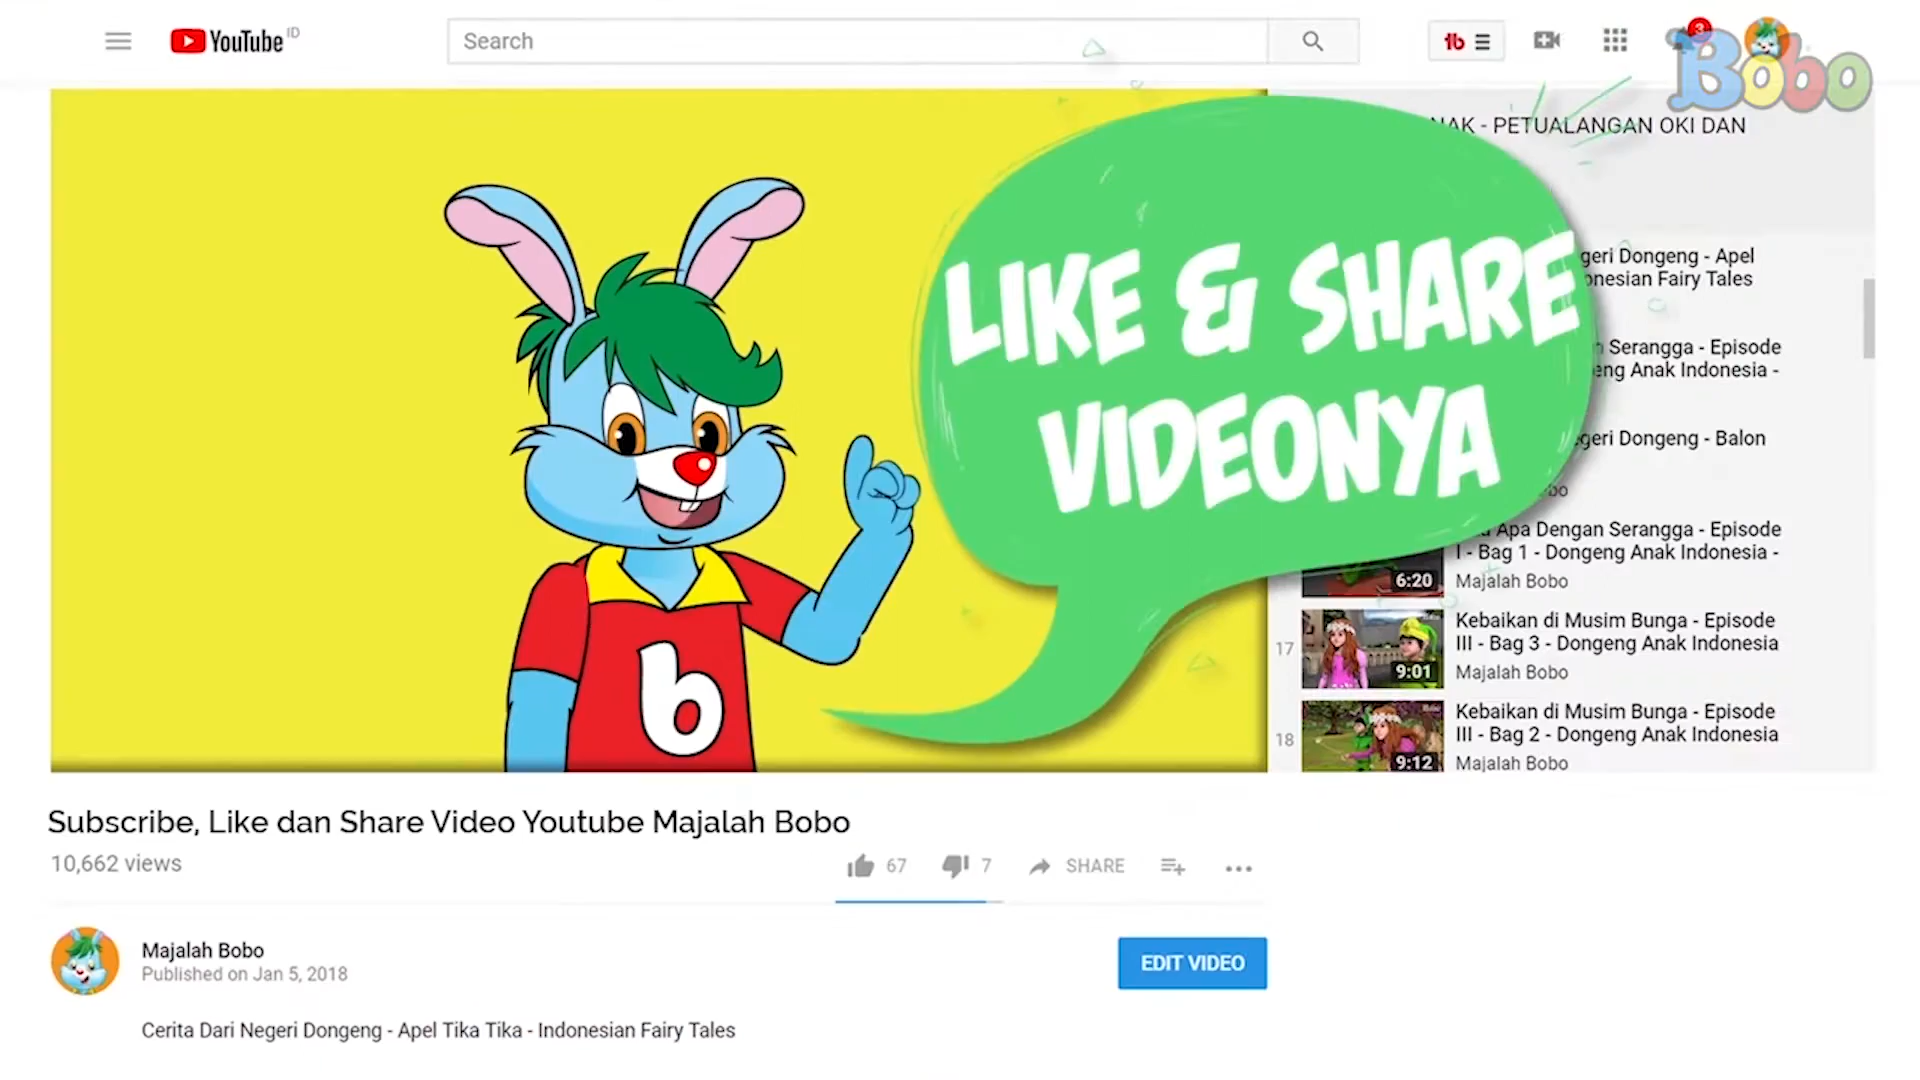 YouTube ID
Search
3
Bobo
NAK - PETUALANGAN OKI DAN
LIKE & SHARE
VIDEONYA
b
geri Dongeng - Apel
onesian Fairy Tales
n Serangga - Episode
eng Anak Indonesia -
egeri Dongeng - Balon
bo
Apa Dengan Serangga - Episode
I - Bag 1 - Dongeng Anak Indonesia -
Majalah Bobo
6:20
17
Kebaikan di Musim Bunga - Episode
III - Bag 3 - Dongeng Anak Indonesia
Majalah Bobo
9:01
18
Kebaikan di Musim Bunga - Episode
III - Bag 2 - Dongeng Anak Indonesia
Majalah Bobo
9:12
Subscribe, Like dan Share Video Youtube Majalah Bobo
10,662 views
67
7
SHARE
Majalah Bobo
Published on Jan 5, 2018
EDIT VIDEO
Cerita Dari Negeri Dongeng - Apel Tika Tika - Indonesian Fairy Tales